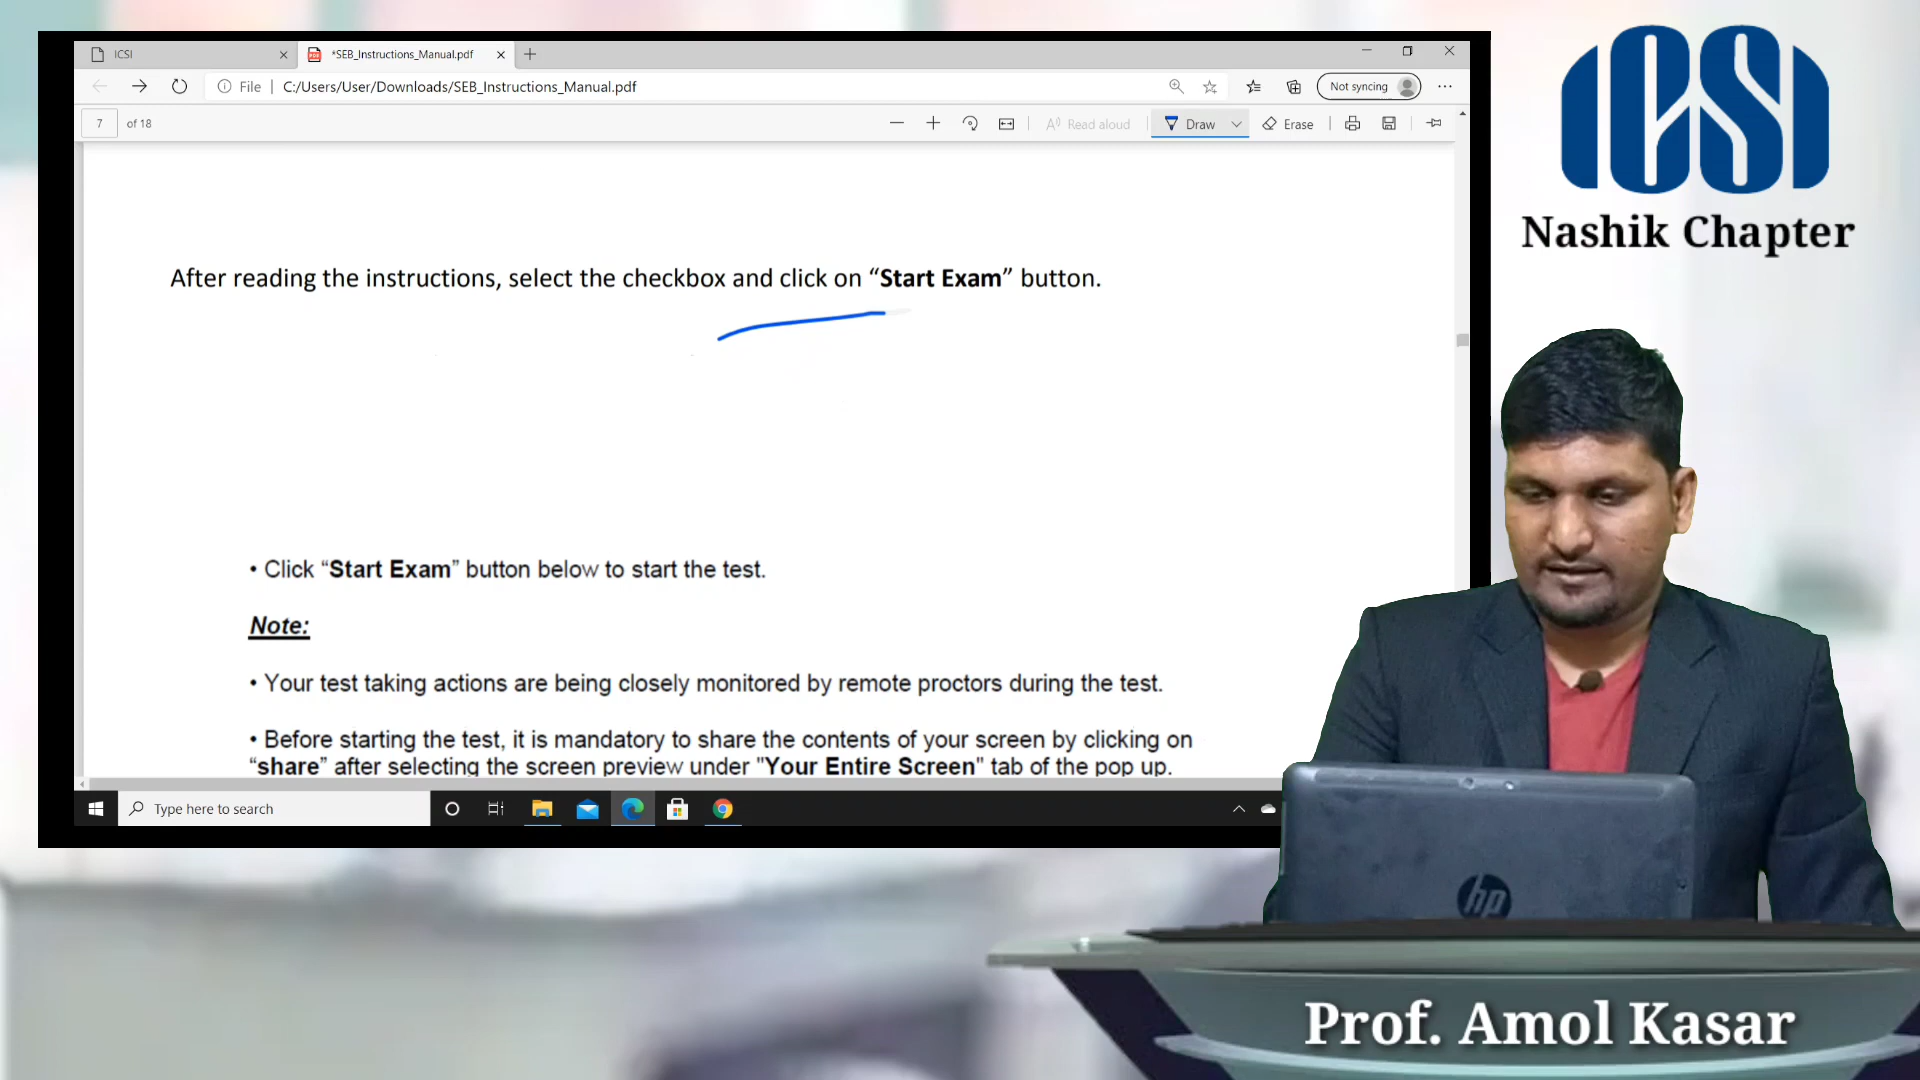 ICSI
*SEB_Instructions_Manual.pdf
Not syncing
File | C:/Users/User/Downloads/SEB_Instructions_Manual.pdf
7 of 18
Read aloud
Draw
Erase
After reading the instructions, select the checkbox and click on “Start Exam” button.
• Click “Start Exam” button below to start the test.
Note:
• Your test taking actions are being closely monitored by remote proctors during the test.
• Before starting the test, it is mandatory to share the contents of your screen by clicking on
“share” after selecting the screen preview under "Your Entire Screen" tab of the pop up.
Type here to search
ICSI
Nashik Chapter
hp
Prof. Amol Kasar